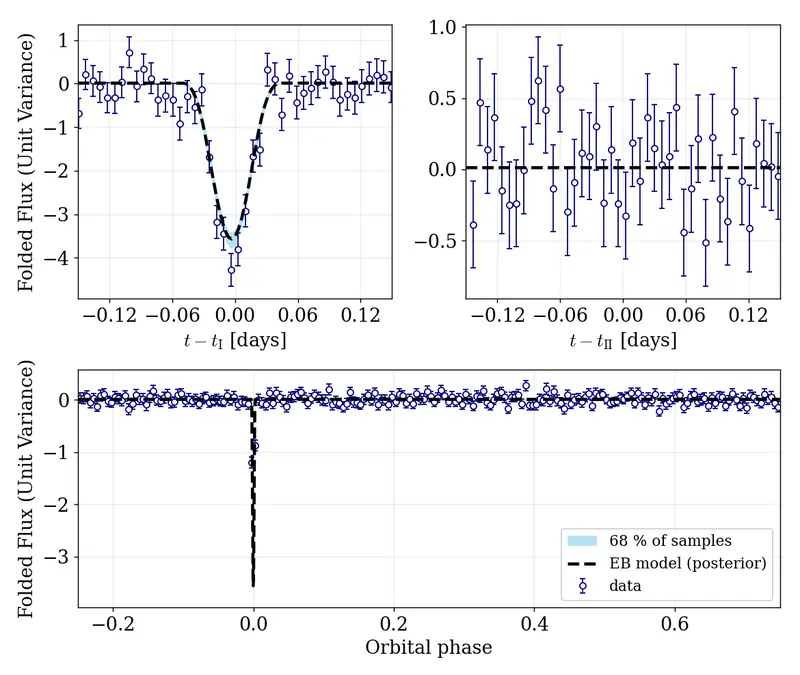 Folded Flux (Unit Variance)
1
0
−1
−2
−3
−4
−0.12 −0.06 0.00 0.06 0.12
t − tI [days]
1.0
0.5
0.0
−0.5
−0.12 −0.06 0.00 0.06 0.12
t − tII [days]
Folded Flux (Unit Variance)
0
−1
−2
−3
68 % of samples
EB model (posterior)
data
−0.2 0.0 0.2 0.4 0.6
Orbital phase